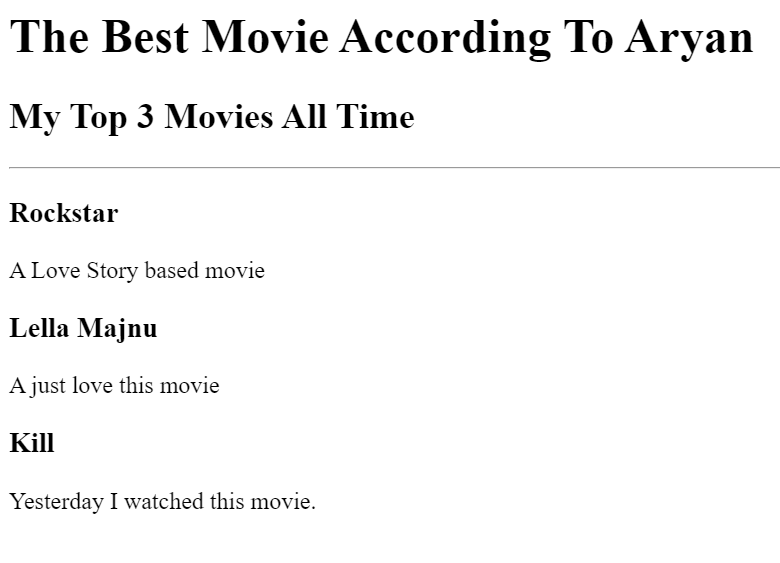 The Best Movie According To Aryan
My Top 3 Movies All Time
Rockstar
A Love Story based movie
Lella Majnu
A just love this movie
Kill
Yesterday I watched this movie.